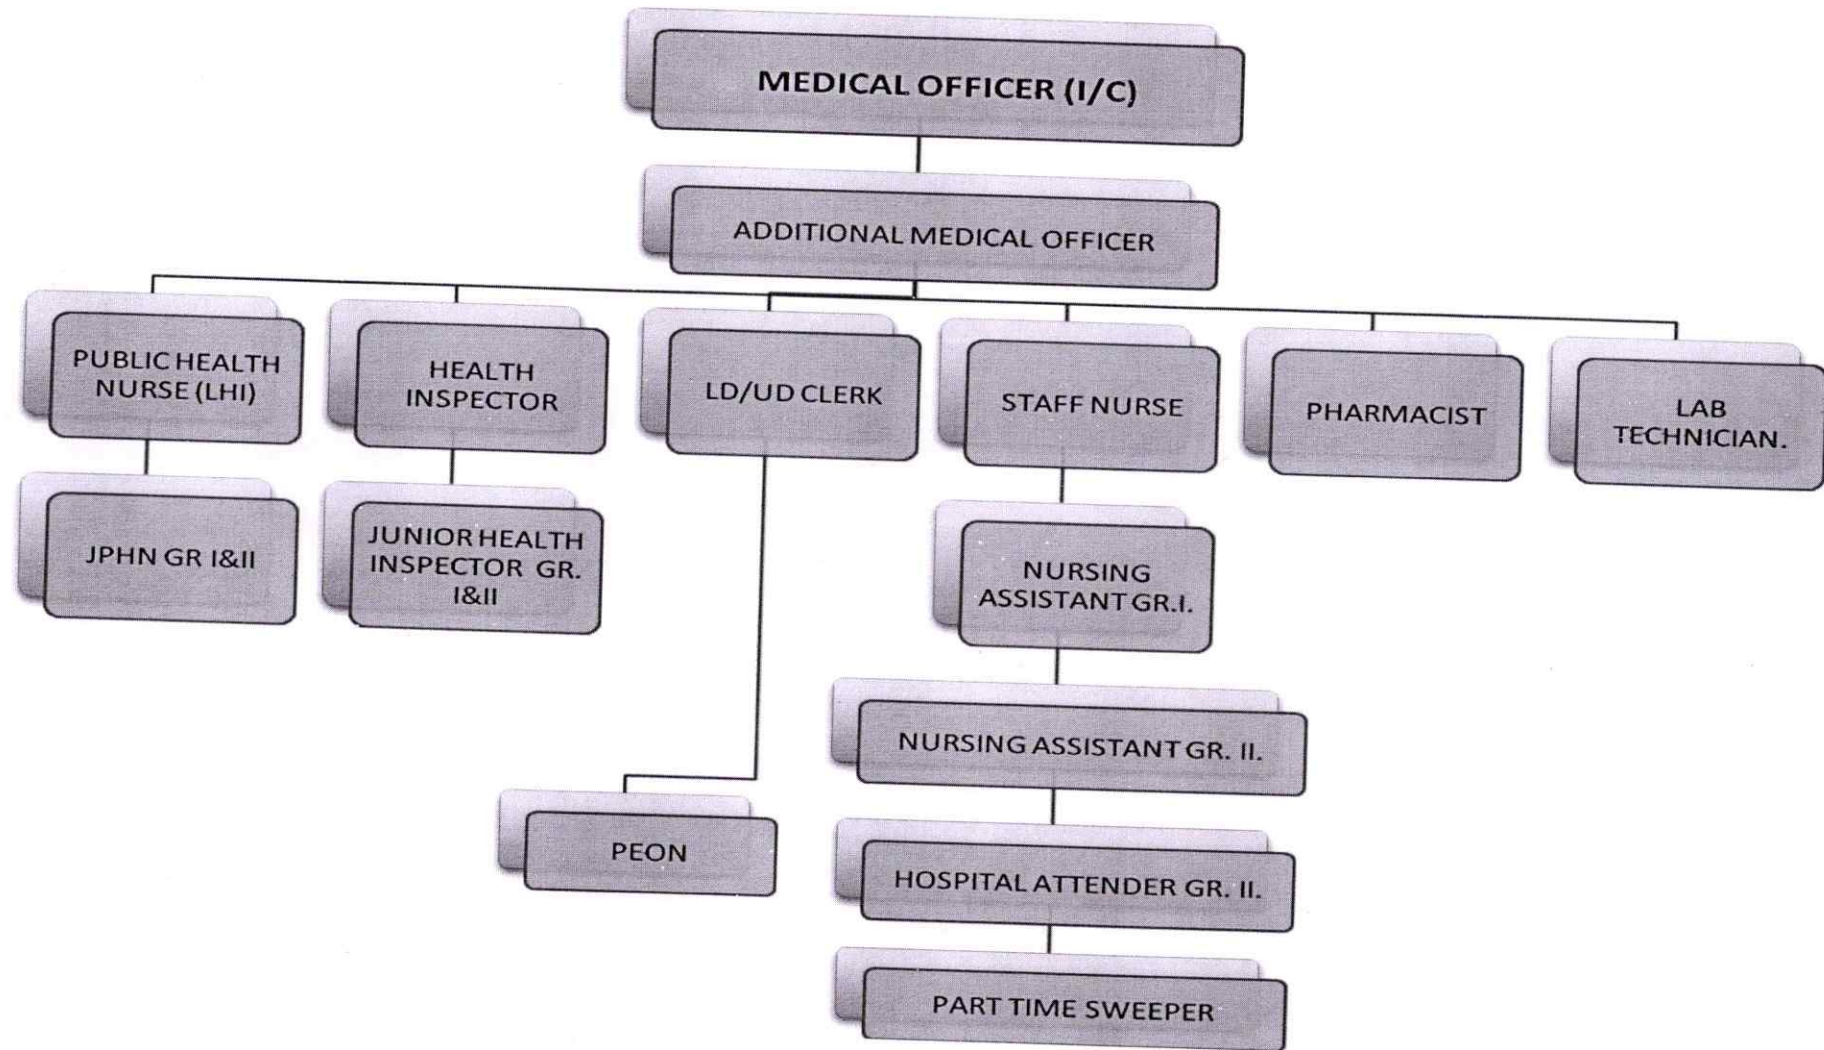 MEDICAL OFFICER (I/C)
ADDITIONAL MEDICAL OFFICER
PUBLIC HEALTH
NURSE (LHI)
HEALTH
INSPECTOR
LD/UD CLERK
STAFF NURSE
PHARMACIST
LAB
TECHNICIAN.
JPHN GR I&II
JUNIOR HEALTH
INSPECTOR GR.
I&II
NURSING
ASSISTANT GR.I.
NURSING ASSISTANT GR. II.
PEON
HOSPITAL ATTENDER GR. II.
PART TIME SWEEPER